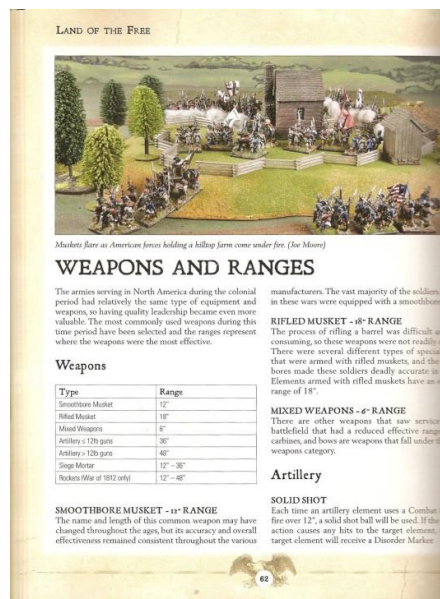 LAND OF THE FREE
Muskets flare as American forces holding a hilltop farm come under fire. (Joe Moore)
WEAPONS AND RANGES
The armies serving in North America during the colonial
period had relatively the same type of equipment and
weapons, so having quality leadership became even more
valuable. The most commonly used weapons during this
time period have been selected and the ranges represent
where the weapons were the most effective.
Weapons
Type Range
Smoothbore Musket 12"
Rifled Musket 18"
Mixed Weapons 6"
Artillery ≤ 12lb guns 36"
Artillery > 12lb guns 48"
Siege Mortar 12" – 36"
Rockets (War of 1812 only) 12" – 48"
SMOOTHBORE MUSKET - 12" RANGE
The name and length of this common weapon may have
changed throughout the ages, but its accuracy and overall
effectiveness remained consistent throughout the various
manufacturers. The vast majority of the soldiers
in these wars were equipped with a smoothbore
RIFLED MUSKET - 18" RANGE
The process of rifling a barrel was difficult
consuming, so these weapons were not readily
There were several different types of
that were armed with rifled muskets, and the
bores made these soldiers deadly accurate
Elements armed with rifled muskets have an
range of 18".
MIXED WEAPONS - 6" RANGE
There are other weapons that saw
battlefield that had a reduced effective
carbines, and bows are weapons that fall under
weapons category.
Artillery
SOLID SHOT
Each time an artillery element uses a Combat
fire over 12", a solid shot ball will be used. If the
action causes any hits to the target element,
target element will receive a Disorder Marker.
62